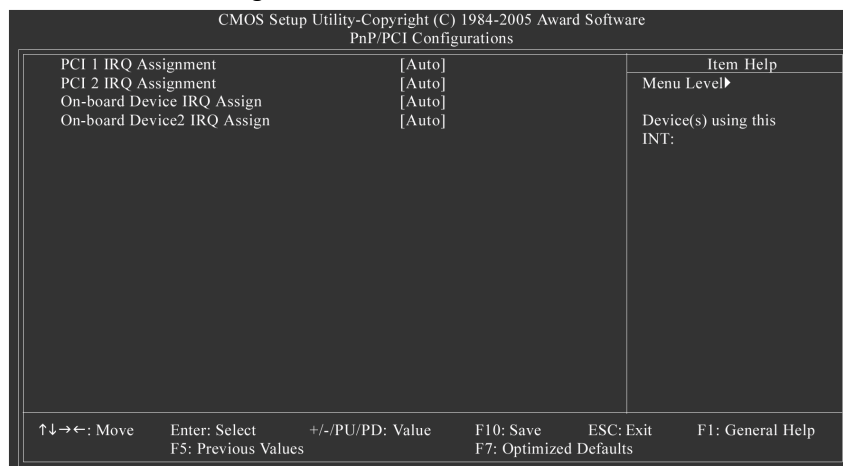 CMOS Setup Utility-Copyright (C) 1984-2005 Award Software
PnP/PCI Configurations
PCI 1 IRQ Assignment [Auto]
PCI 2 IRQ Assignment [Auto]
On-board Device IRQ Assign [Auto]
On-board Device2 IRQ Assign [Auto]
Item Help
Menu Level▶
Device(s) using this
INT:
↑↓→←: Move Enter: Select +/-/PU/PD: Value F10: Save ESC: Exit F1: General Help
F5: Previous Values F7: Optimized Defaults